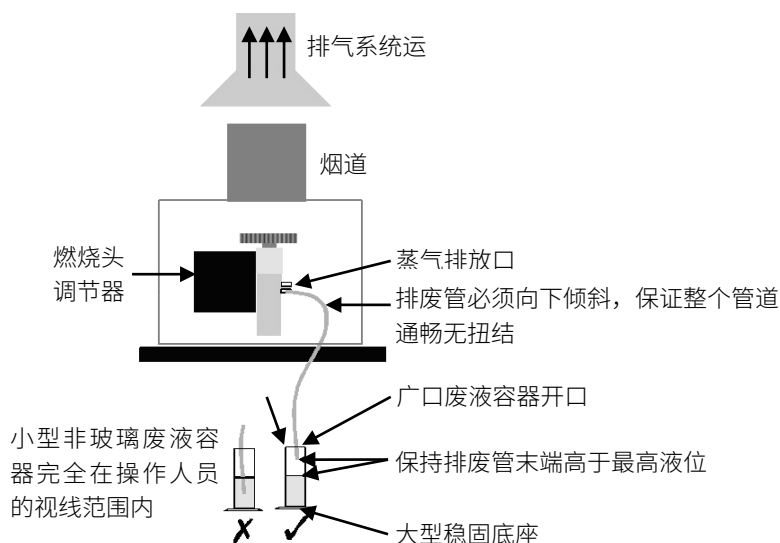 排气系统运
烟道
燃烧头
调节器
蒸气排放口
排废管必须向下倾斜，保证整个管道
通畅无扭结
广口废液容器开口
小型非玻璃废液容
器完全在操作人员
的视线范围内
保持排废管末端高于最高液位
大型稳固底座